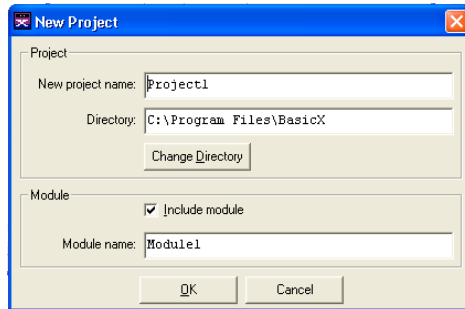 New Project
Project
New project name: Project1
Directory: C:\Program Files\BasicX
Change Directory
Module
Include module
Module name: Module1
OK Cancel